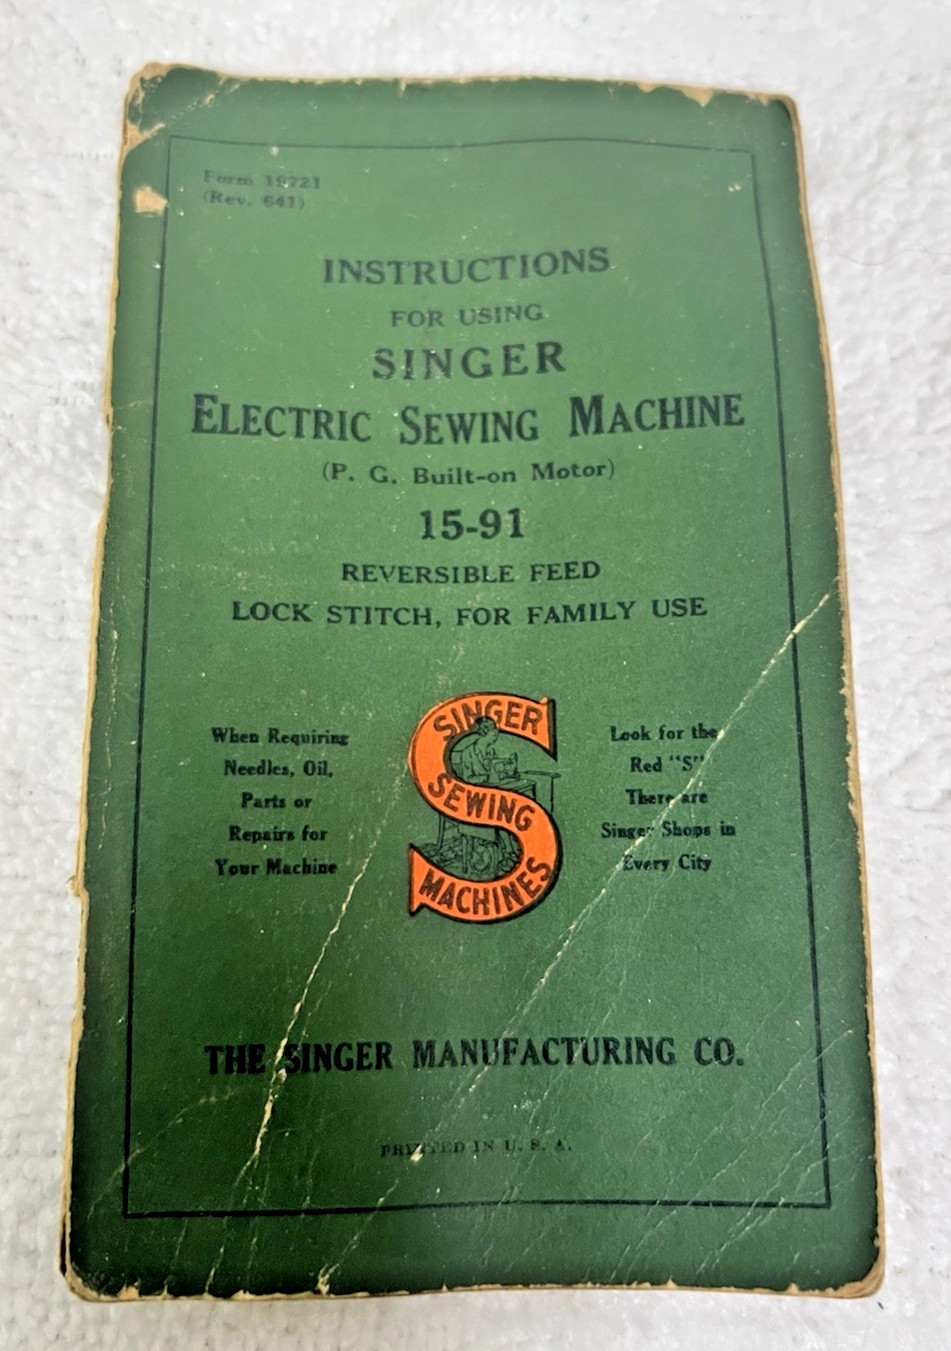 Form 19721
(Rev. 641)
INSTRUCTIONS
FOR USING
SINGER
ELECTRIC SEWING MACHINE
(P. G. Built-on Motor)
15-91
REVERSIBLE FEED
LOCK STITCH, FOR FAMILY USE
When Requiring
Needles, Oil,
Parts or
Repairs for
Your Machine
SINGER
SEWING
MACHINES
Look for the
Red "S"
There are
Singer Shops in
Every City
THE SINGER MANUFACTURING CO.
PRINTED IN U. S. A.